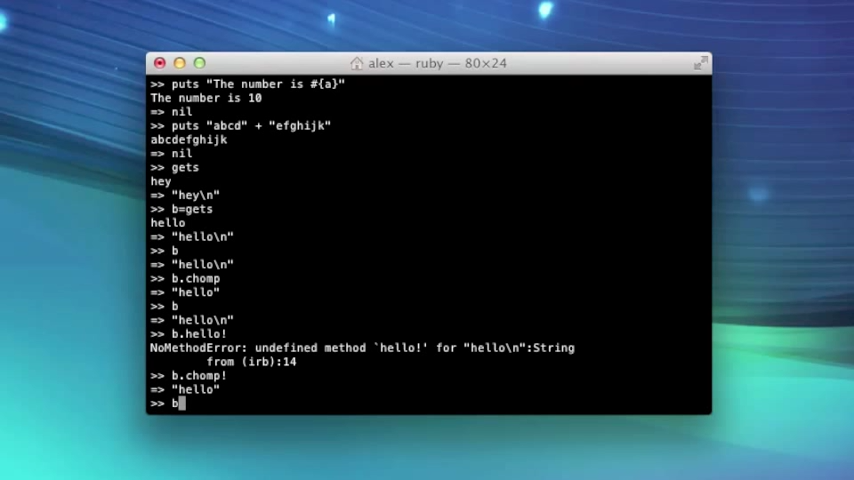 alex — ruby — 80×24
>> puts "The number is #{a}"
The number is 10
=> nil
>> puts "abcd" + "efghijk"
abcdefghijk
=> nil
>> gets
hey
=> "hey\n"
>> b=gets
hello
=> "hello\n"
>> b
=> "hello\n"
>> b.chomp
=> "hello"
>> b
=> "hello\n"
>> b.hello!
NoMethodError: undefined method `hello!' for "hello\n":String
        from (irb):14
>> b.chomp!
=> "hello"
>> b